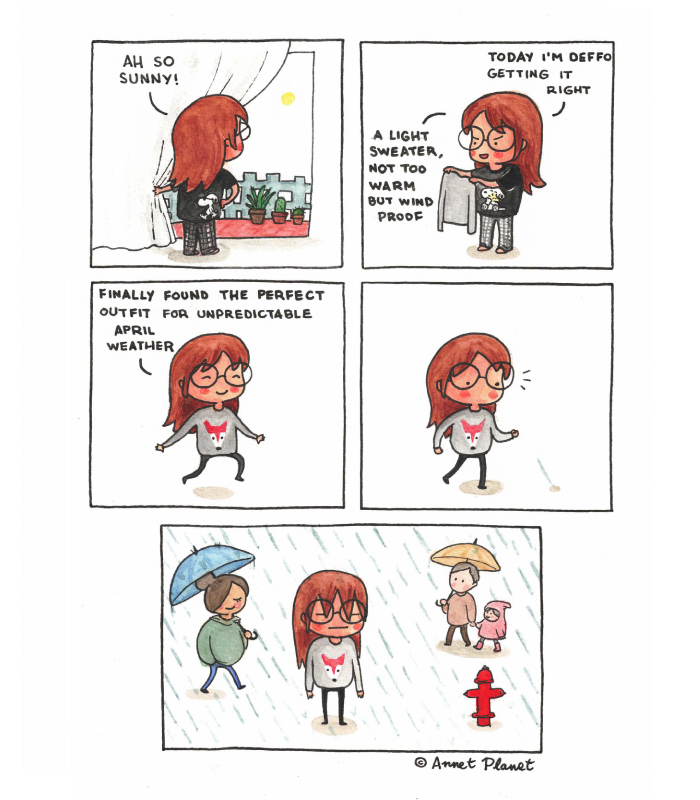 AH SO
SUNNY!
TODAY I'M DEFFO
GETTING IT
RIGHT
A LIGHT
SWEATER,
NOT TOO
WARM
BUT WIND
PROOF
FINALLY FOUND THE PERFECT
OUTFIT FOR UNPREDICTABLE
APRIL
WEATHER
© Annet Planet